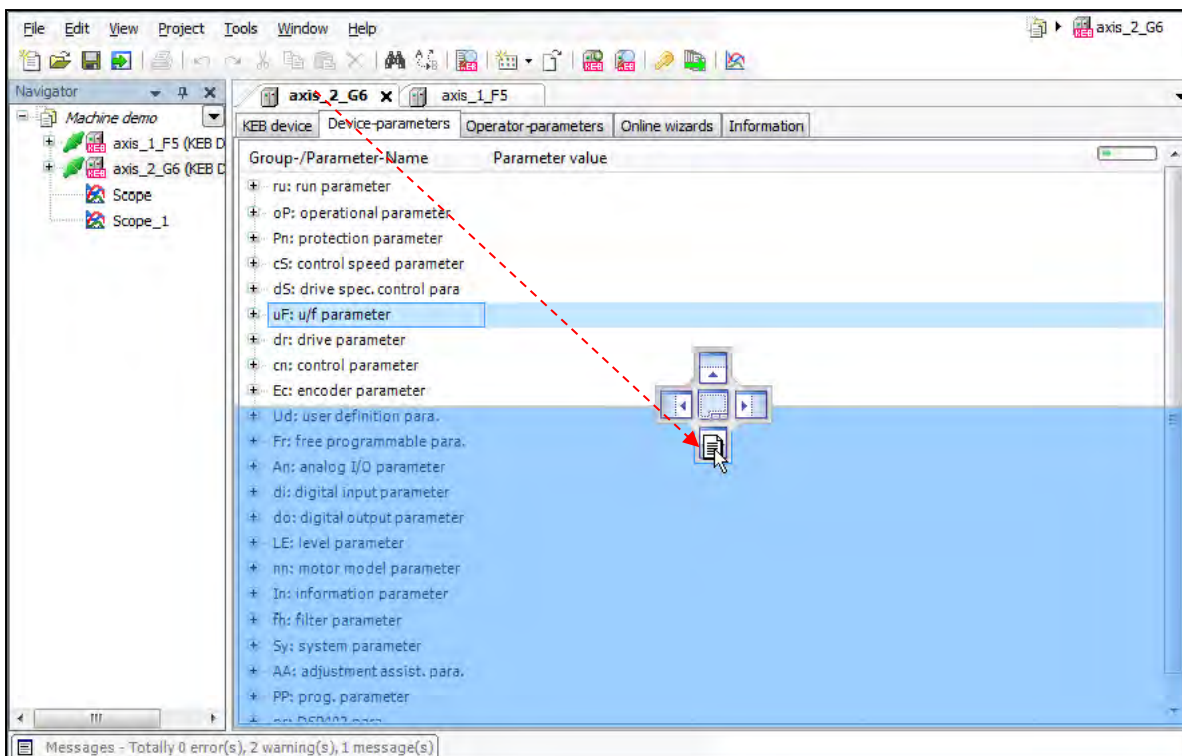 File Edit View Project Tools Window Help
axis_2_G6
Navigator
axis_2_G6 axis_1_F5
Machine demo
KEB device Device-parameters Operator-parameters Online wizards Information
axis_1_F5 (KEB D
axis_2_G6 (KEB D
Scope
Scope_1
Group-/Parameter-Name Parameter value
ru: run parameter
oP: operational parameter
Pn: protection parameter
cS: control speed parameter
dS: drive spec. control para
uF: u/f parameter
dr: drive parameter
cn: control parameter
Ec: encoder parameter
Ud: user definition para.
Fr: free programmable para.
An: analog I/O parameter
di: digital input parameter
do: digital output parameter
LE: level parameter
nn: motor model parameter
In: information parameter
fh: filter parameter
Sy: system parameter
AA: adjustment assist. para.
PP: prog. parameter
Messages - Totally 0 error(s), 2 warning(s), 1 message(s)